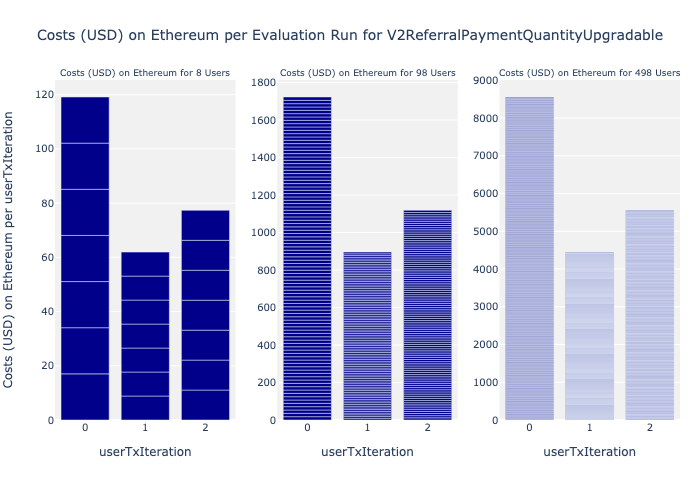 Costs (USD) on Ethereum per Evaluation Run for V2ReferralPaymentQuantityUpgradable
Costs (USD) on Ethereum for 8 Users
Costs (USD) on Ethereum for 98 Users
Costs (USD) on Ethereum for 498 Users
Costs (USD) on Ethereum per userTxIteration
120
100
80
60
40
20
0
0 1 2
userTxIteration
1800
1600
1400
1200
1000
800
600
400
200
0
0 1 2
userTxIteration
9000
8000
7000
6000
5000
4000
3000
2000
1000
0
0 1 2
userTxIteration